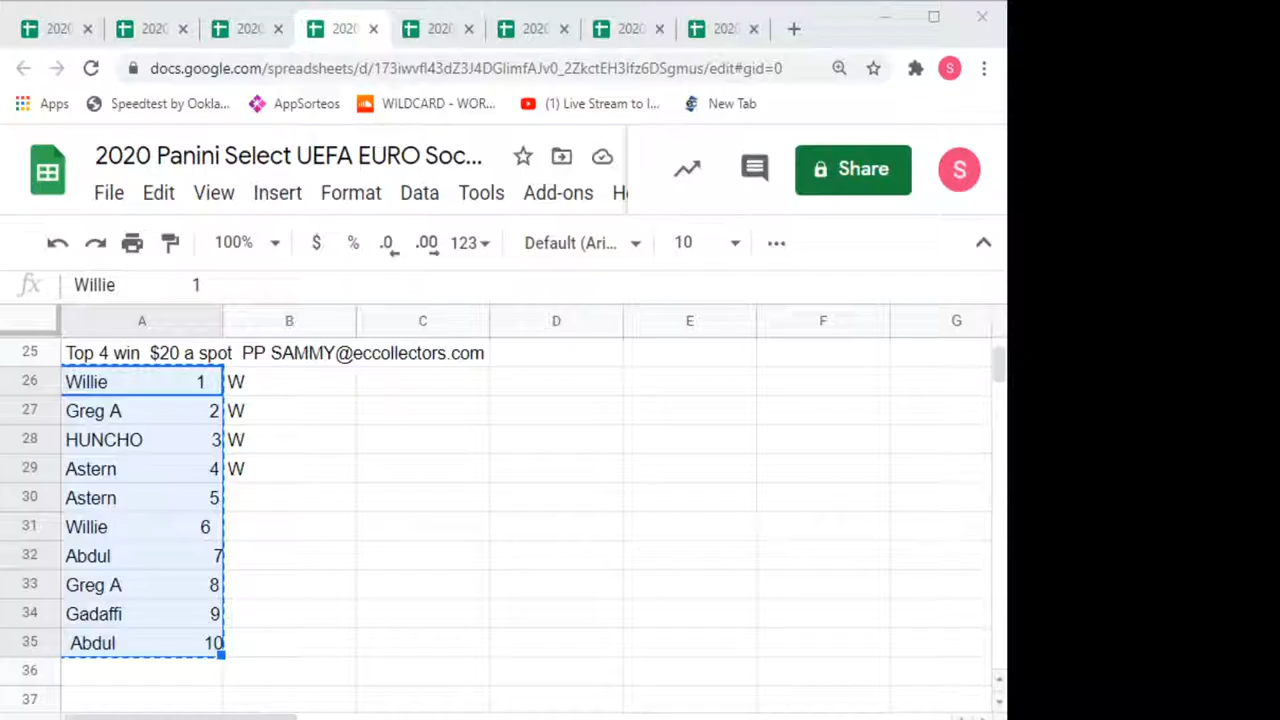 2020 2020 2020 2020 2020 2020 2020 2020
docs.google.com/spreadsheets/d/173iwvfl43dZ3J4DGlimfAJv0_2ZkctEH3lfz6DSgmus/edit#gid=0 S
Apps Speedtest by Ookla... AppSorteos WILDCARD - WOR... (1) Live Stream to I... New Tab
2020 Panini Select UEFA EURO Soc...
Share S
File Edit View Insert Format Data Tools Add-ons
100% $ % .0 .00 123 Default (Ari... 10
fx Willie 1
A B C D E F G
25 Top 4 win $20 a spot PP SAMMY@eccollectors.com
26 Willie 1 W
27 Greg A 2 W
28 HUNCHO 3 W
29 Astern 4 W
30 Astern 5
31 Willie 6
32 Abdul 7
33 Greg A 8
34 Gadaffi 9
35 Abdul 10
36
37